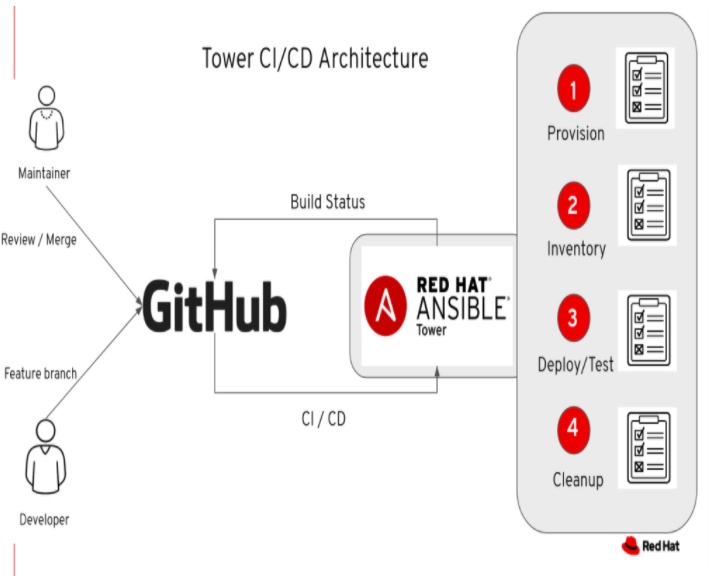 Tower CI/CD Architecture
Maintainer
Review / Merge
GitHub
Feature branch
Developer
Build Status
CI / CD
RED HAT®
ANSIBLE®
Tower
1
Provision
2
Inventory
3
Deploy/Test
4
Cleanup
Red Hat